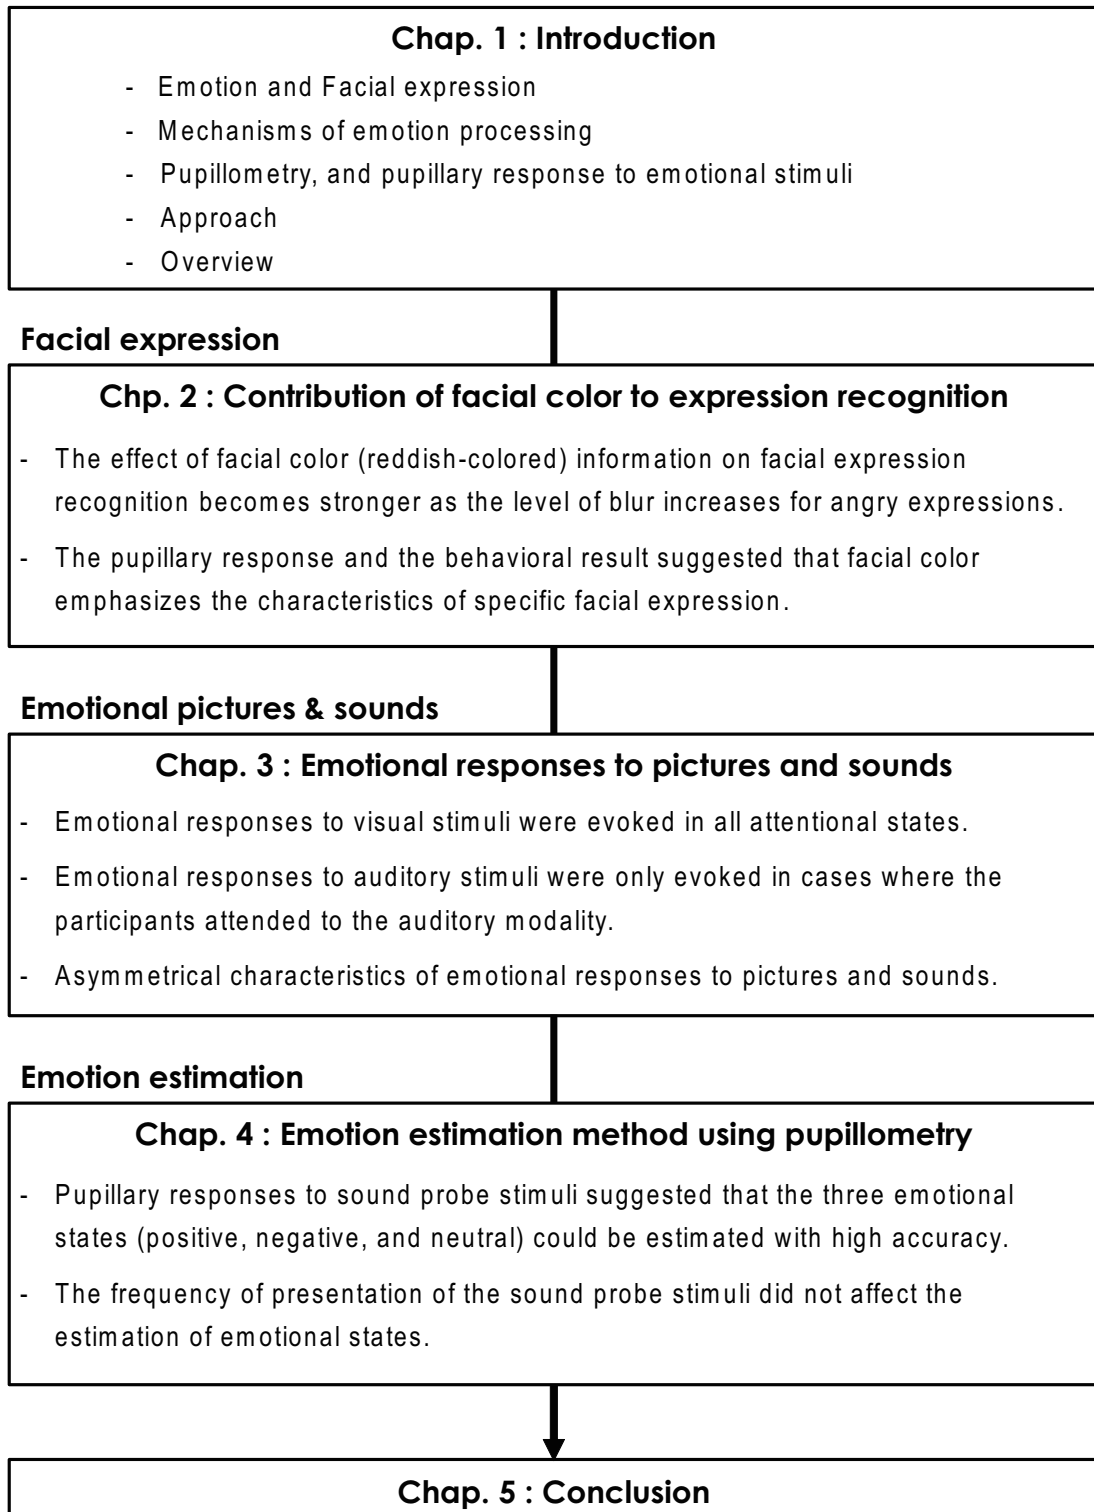 Chap. 1 : Introduction
- Emotion and Facial expression
- Mechanisms of emotion processing
- Pupillometry, and pupillary response to emotional stimuli
- Approach
- Overview
Facial expression
Chp. 2 : Contribution of facial color to expression recognition
- The effect of facial color (reddish-colored) information on facial expression
recognition becomes stronger as the level of blur increases for angry expressions.
- The pupillary response and the behavioral result suggested that facial color
emphasizes the characteristics of specific facial expression.
Emotional pictures & sounds
Chap. 3 : Emotional responses to pictures and sounds
- Emotional responses to visual stimuli were evoked in all attentional states.
- Emotional responses to auditory stimuli were only evoked in cases where the
participants attended to the auditory modality.
- Asymmetrical characteristics of emotional responses to pictures and sounds.
Emotion estimation
Chap. 4 : Emotion estimation method using pupillometry
- Pupillary responses to sound probe stimuli suggested that the three emotional
states (positive, negative, and neutral) could be estimated with high accuracy.
- The frequency of presentation of the sound probe stimuli did not affect the
estimation of emotional states.
Chap. 5 : Conclusion